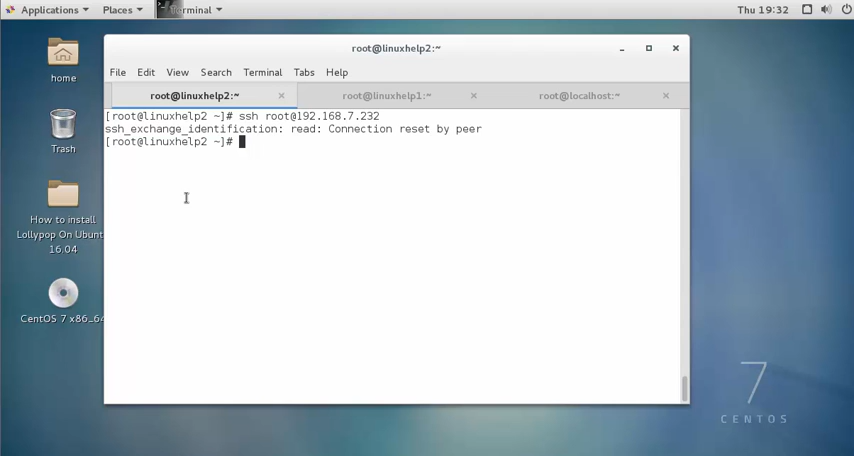 Applications Places Terminal Thu 19:32
root@linuxhelp2:~
File Edit View Search Terminal Tabs Help
root@linuxhelp2:~ × root@linuxhelp1:~ × root@localhost:~ ×
[root@linuxhelp2 ~]# ssh root@192.168.7.232
ssh_exchange_identification: read: Connection reset by peer
[root@linuxhelp2 ~]#
home
Trash
How to install
Lollypop On Ubunt
16.04
CentOS 7 x86_64
7
CENTOS